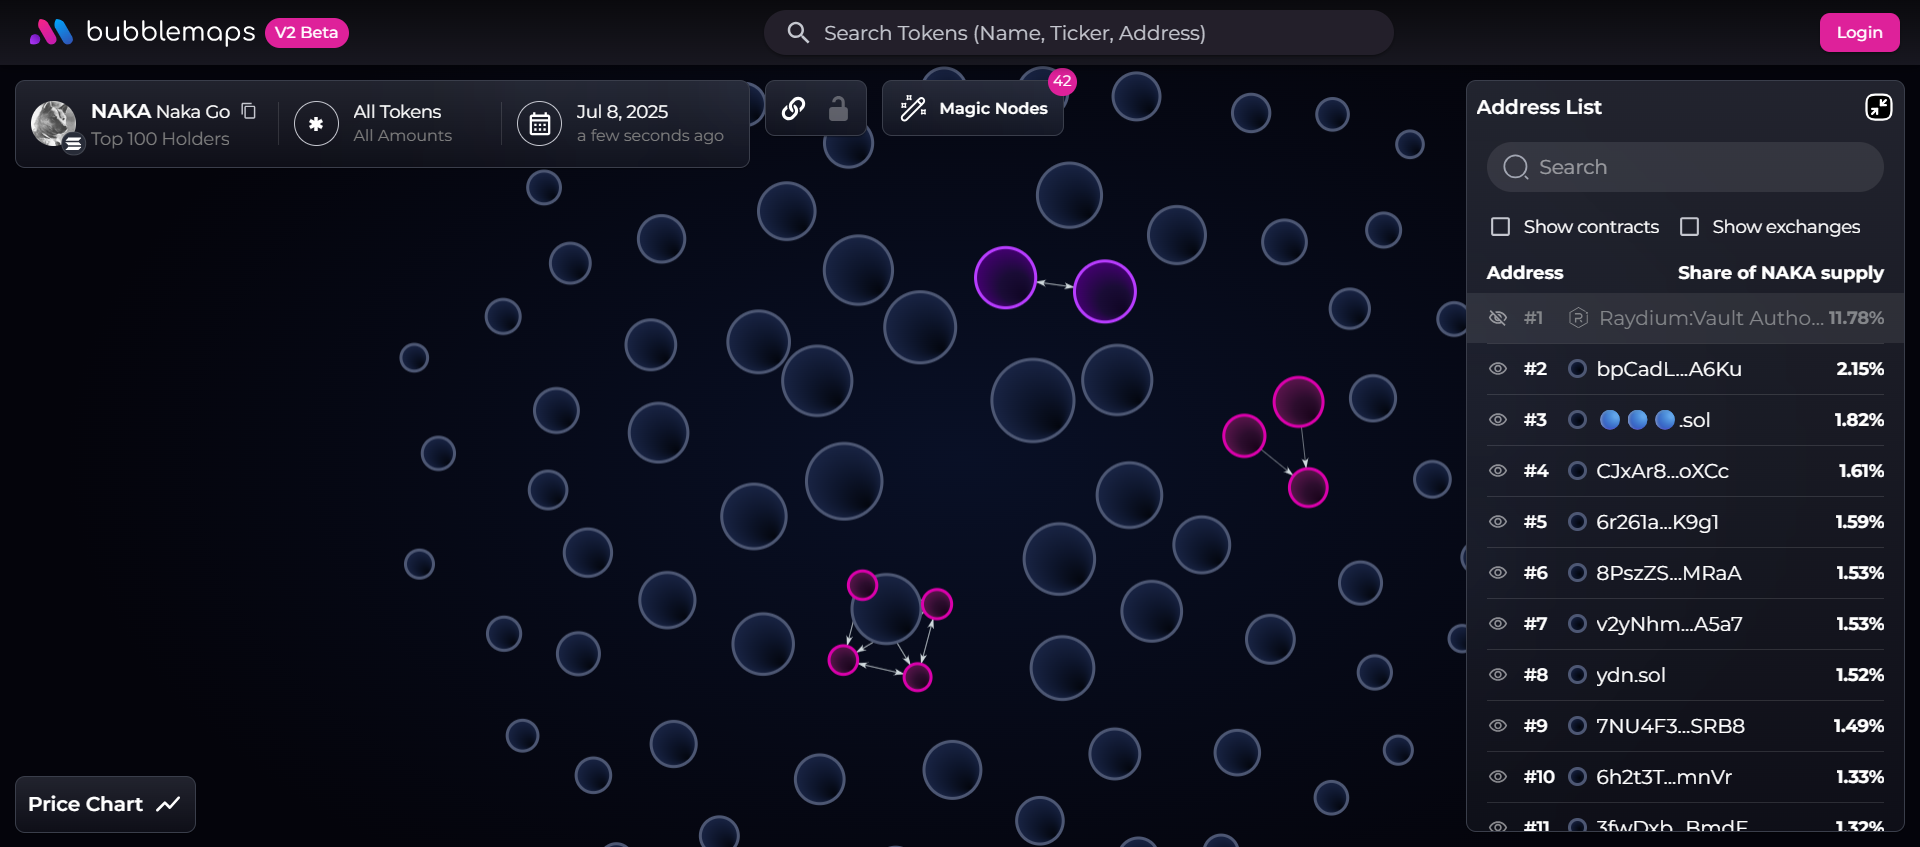 bubblemaps V2 Beta
Search Tokens (Name, Ticker, Address)
Login
NAKA Naka Go
Top 100 Holders
All Tokens
All Amounts
Jul 8, 2025
a few seconds ago
Magic Nodes
42
Address List
Search
Show contracts
Show exchanges
Address Share of NAKA supply
#1 Raydium:Vault Autho... 11.78%
#2 bpCadL...A6Ku 2.15%
#3 🔵🔵🔵.sol 1.82%
#4 CJxAr8...oXCc 1.61%
#5 6r261a...K9g1 1.59%
#6 8PszZS...MRaA 1.53%
#7 v2yNhm...A5a7 1.53%
#8 ydn.sol 1.52%
#9 7NU4F3...SRB8 1.49%
#10 6h2t3T...mnVr 1.33%
#11 1.32%
Price Chart